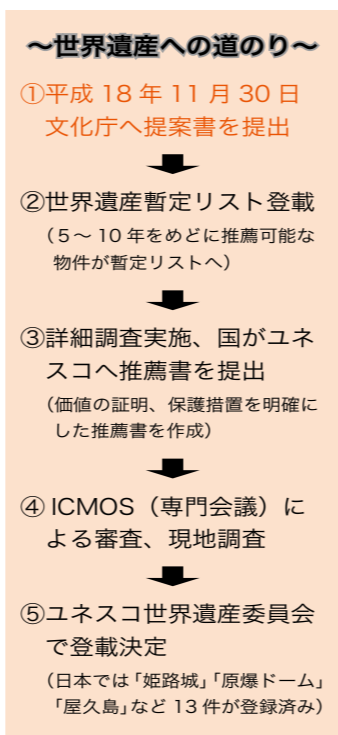 ～世界遺産への道のり～
①平成 18 年 11 月 30 日
文化庁へ提案書を提出
②世界遺産暫定リスト登載
（５～ 10 年をめどに推薦可能な
物件が暫定リストへ）
③詳細調査実施、国がユネ
スコへ推薦書を提出
（価値の証明、保護措置を明確に
した推薦書を作成）
④ ICMOS（専門会議）に
よる審査、現地調査
⑤ユネスコ世界遺産委員会
で登載決定
（日本では「姫路城」「原爆ドーム」
「屋久島」など 13 件が登録済み）